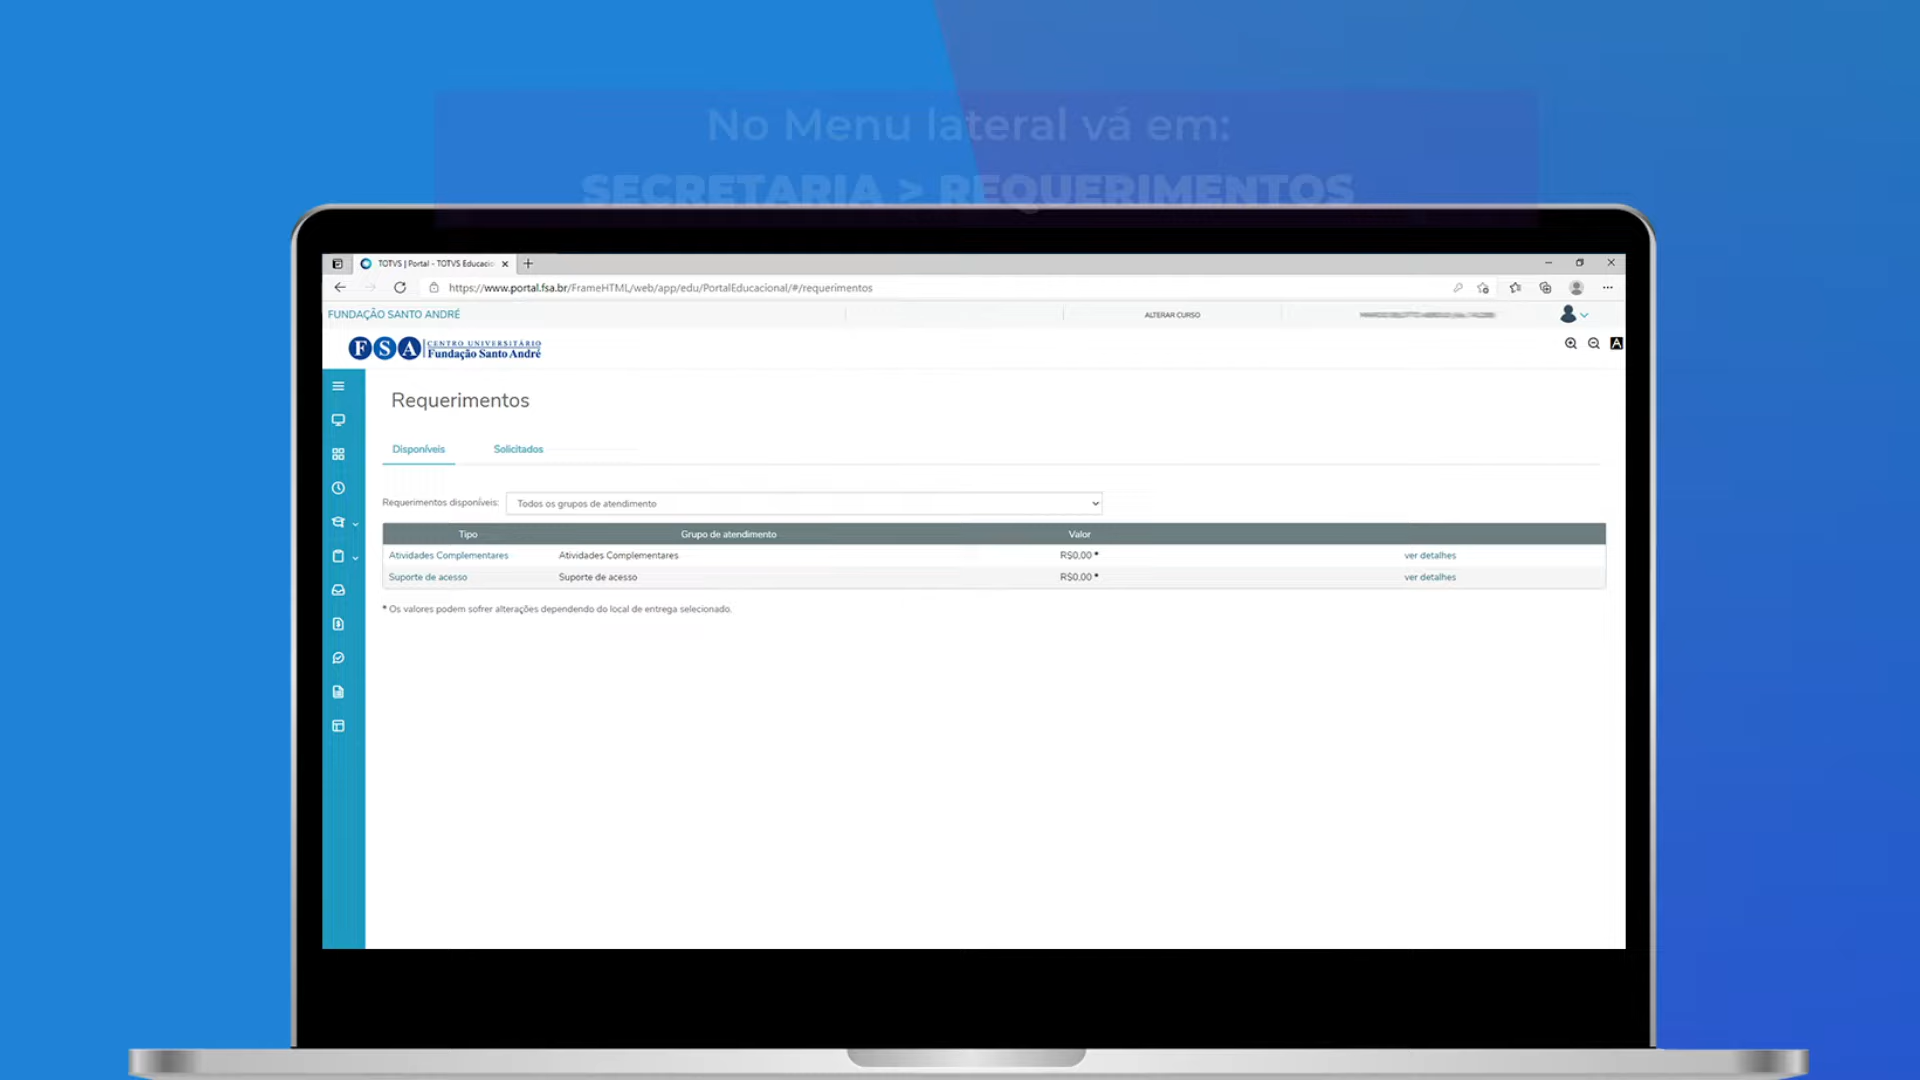 No Menu lateral vá em:
SECRETARIA > REQUERIMENTOS
TOTVS | Portal - TOTVS Educacio
https://www.portal.fsa.br/FrameHTML/web/app/edu/PortalEducacional/#/requerimentos
FUNDAÇÃO SANTO ANDRÉ
ALTERAR CURSO
FSA CENTRO UNIVERSITÁRIO
Fundação Santo André
A
Requerimentos
Disponíveis Solicitados
Requerimentos disponíveis: Todos os grupos de atendimento
Tipo Grupo de atendimento Valor
Atividades Complementares Atividades Complementares R$0,00 * ver detalhes
Suporte de acesso Suporte de acesso R$0,00 * ver detalhes
* Os valores podem sofrer alterações dependendo do local de entrega selecionado.